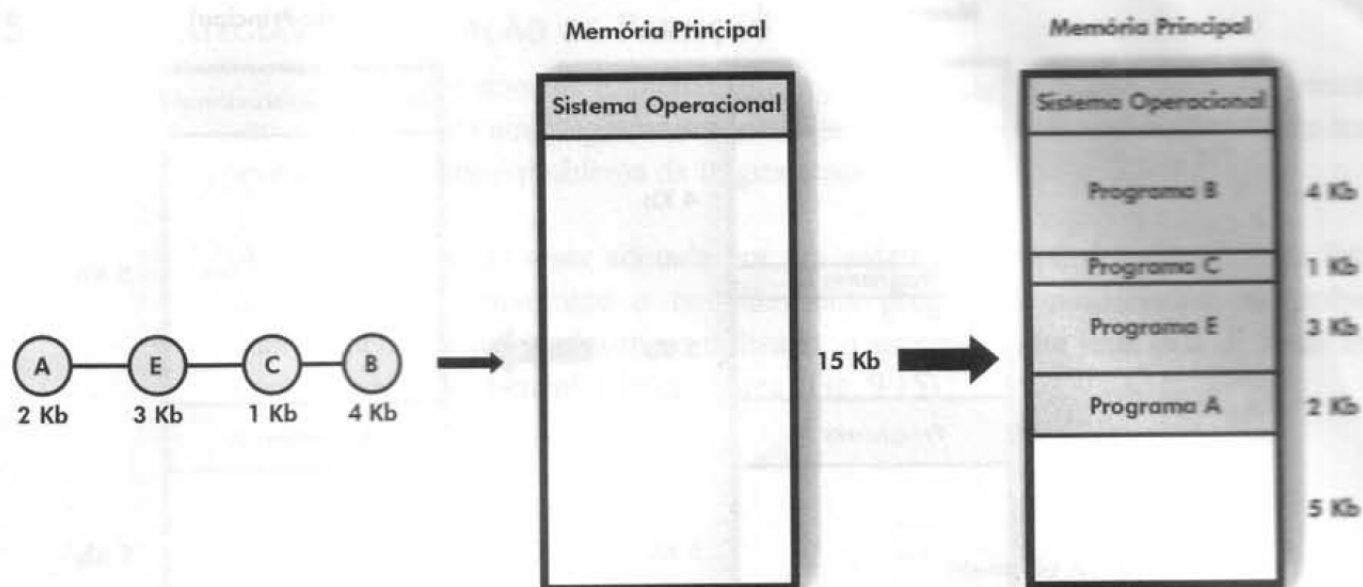 Memória Principal
Sistema Operacional
A
E
C
B
2 Kb
3 Kb
1 Kb
4 Kb
15 Kb
Memória Principal
Sistema Operacional
Programa B
4 Kb
Programa C
1 Kb
Programa E
3 Kb
Programa A
2 Kb
5 Kb